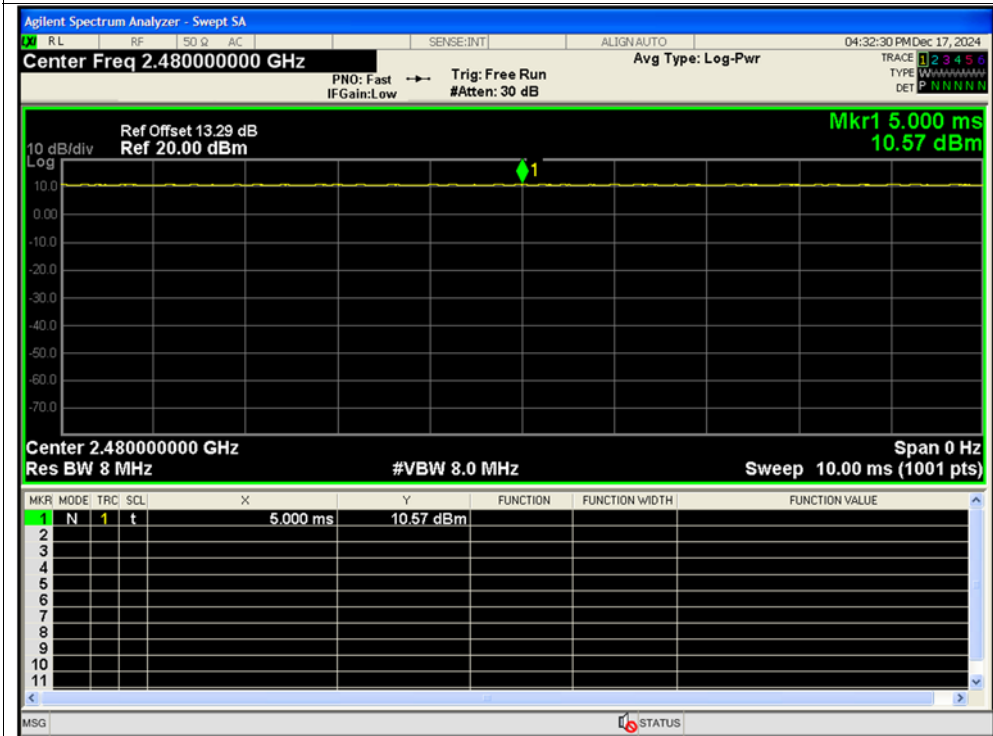 Agilent Spectrum Analyzer - Swept SA
RL RF 50 Ω AC SENSE:INT ALIGNAUTO 04:32:30 PM Dec 17, 2024
Center Freq 2.480000000 GHz
PNO: Fast
IFGain:Low
Trig: Free Run
#Atten: 30 dB
Avg Type: Log-Pwr
TRACE 1 2 3 4 5 6
TYPE W
DET P N N N N N
Mkr1 5.000 ms
10.57 dBm
Ref Offset 13.29 dB
10 dB/div Ref 20.00 dBm
Log
1
10.0
0.00
-10.0
-20.0
-30.0
-40.0
-50.0
-60.0
-70.0
Center 2.480000000 GHz Span 0 Hz
Res BW 8 MHz #VBW 8.0 MHz Sweep 10.00 ms (1001 pts)
MKR MODE TRC SCL X Y FUNCTION FUNCTION WIDTH FUNCTION VALUE
1 N 1 t 5.000 ms 10.57 dBm
2
3
4
5
6
7
8
9
10
11
MSG STATUS